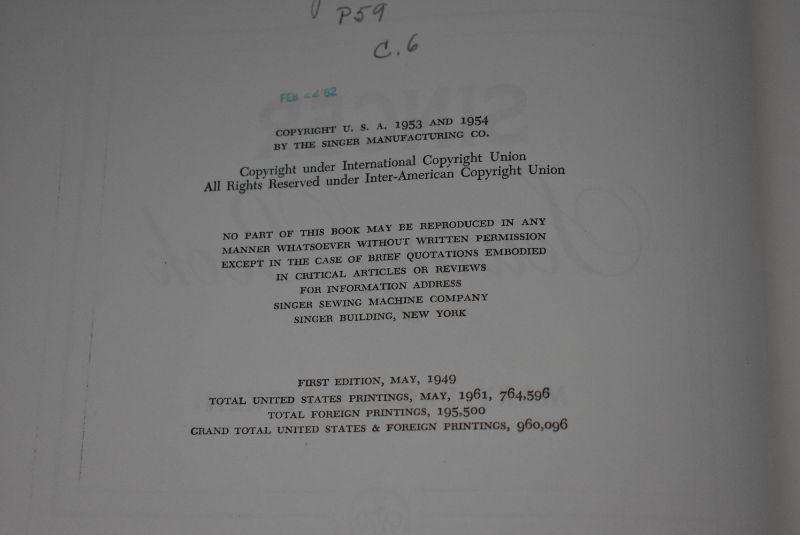 P59
C.6
FEB 62
COPYRIGHT U. S. A. 1953 AND 1954
BY THE SINGER MANUFACTURING CO.
Copyright under International Copyright Union
All Rights Reserved under Inter-American Copyright Union
NO PART OF THIS BOOK MAY BE REPRODUCED IN ANY
MANNER WHATSOEVER WITHOUT WRITTEN PERMISSION
EXCEPT IN THE CASE OF BRIEF QUOTATIONS EMBODIED
IN CRITICAL ARTICLES OR REVIEWS
FOR INFORMATION ADDRESS
SINGER SEWING MACHINE COMPANY
SINGER BUILDING, NEW YORK
FIRST EDITION, MAY, 1949
TOTAL UNITED STATES PRINTINGS, MAY, 1961, 764,596
TOTAL FOREIGN PRINTINGS, 195,500
GRAND TOTAL UNITED STATES & FOREIGN PRINTINGS, 960,096